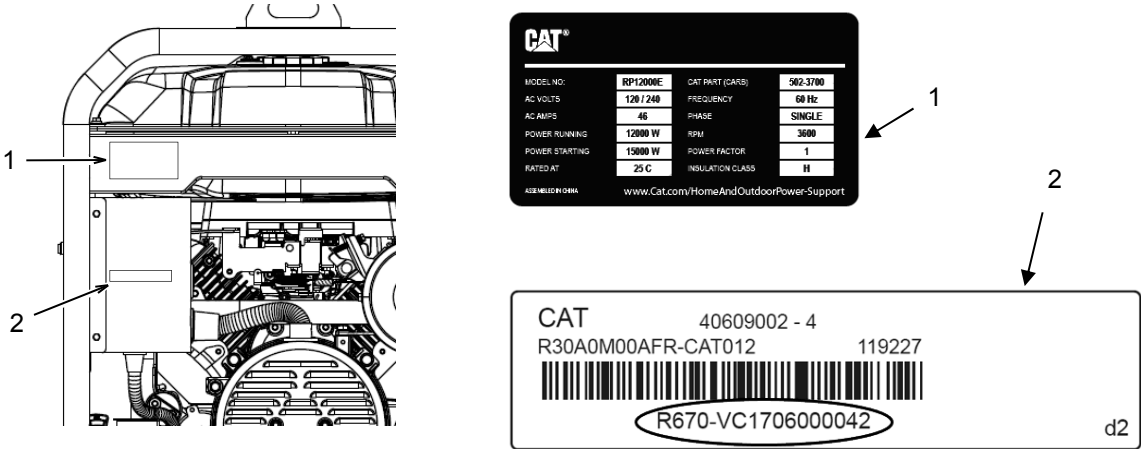 1
2
CAT®
MODEL NO: RP12000E CAT PART (CARB) 502-3700
AC VOLTS 120 / 240 FREQUENCY 60 Hz
AC AMPS 46 PHASE SINGLE
POWER RUNNING 12000 W RPM 3600
POWER STARTING 15000 W POWER FACTOR 1
RATED AT 25 C INSULATION CLASS H
ASSEMBLED IN CHINA www.Cat.com/HomeAndOutdoorPower-Support
1
2
CAT 40609002 - 4
R30A0M00AFR-CAT012 119227
R670-VC1706000042
d2